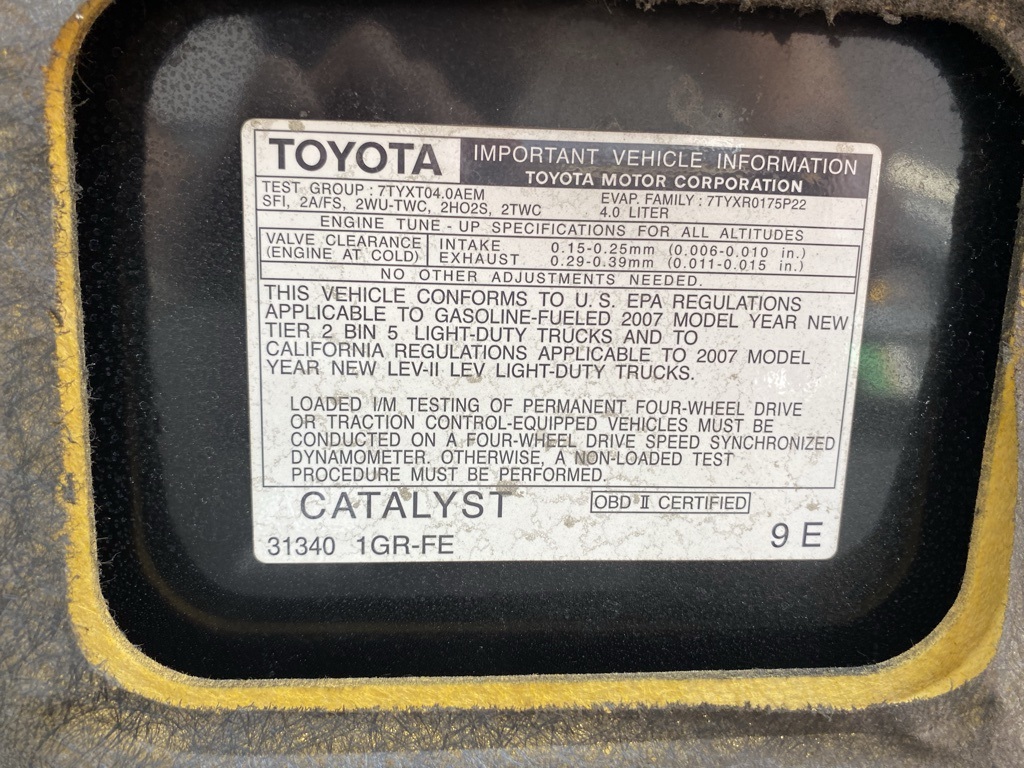 TOYOTA
IMPORTANT VEHICLE INFORMATION
TOYOTA MOTOR CORPORATION
TEST GROUP : 7TYXT04.0AEM EVAP. FAMILY : 7TYXR0175P22
SFI, 2A/FS, 2WU-TWC, 2HO2S, 2TWC 4.0 LITER
ENGINE TUNE - UP SPECIFICATIONS FOR ALL ALTITUDES
VALVE CLEARANCE INTAKE 0.15-0.25mm (0.006-0.010 in.)
(ENGINE AT COLD) EXHAUST 0.29-0.39mm (0.011-0.015 in.)
NO OTHER ADJUSTMENTS NEEDED.
THIS VEHICLE CONFORMS TO U.S. EPA REGULATIONS
APPLICABLE TO GASOLINE-FUELED 2007 MODEL YEAR NEW
TIER 2 BIN 5 LIGHT-DUTY TRUCKS AND TO
CALIFORNIA REGULATIONS APPLICABLE TO 2007 MODEL
YEAR NEW LEV-II LEV LIGHT-DUTY TRUCKS.
LOADED I/M TESTING OF PERMANENT FOUR-WHEEL DRIVE
OR TRACTION CONTROL-EQUIPPED VEHICLES MUST BE
CONDUCTED ON A FOUR-WHEEL DRIVE SPEED SYNCHRONIZED
DYNAMOMETER. OTHERWISE, A NON-LOADED TEST
PROCEDURE MUST BE PERFORMED.
CATALYST OBD II CERTIFIED
31340 1GR-FE 9 E